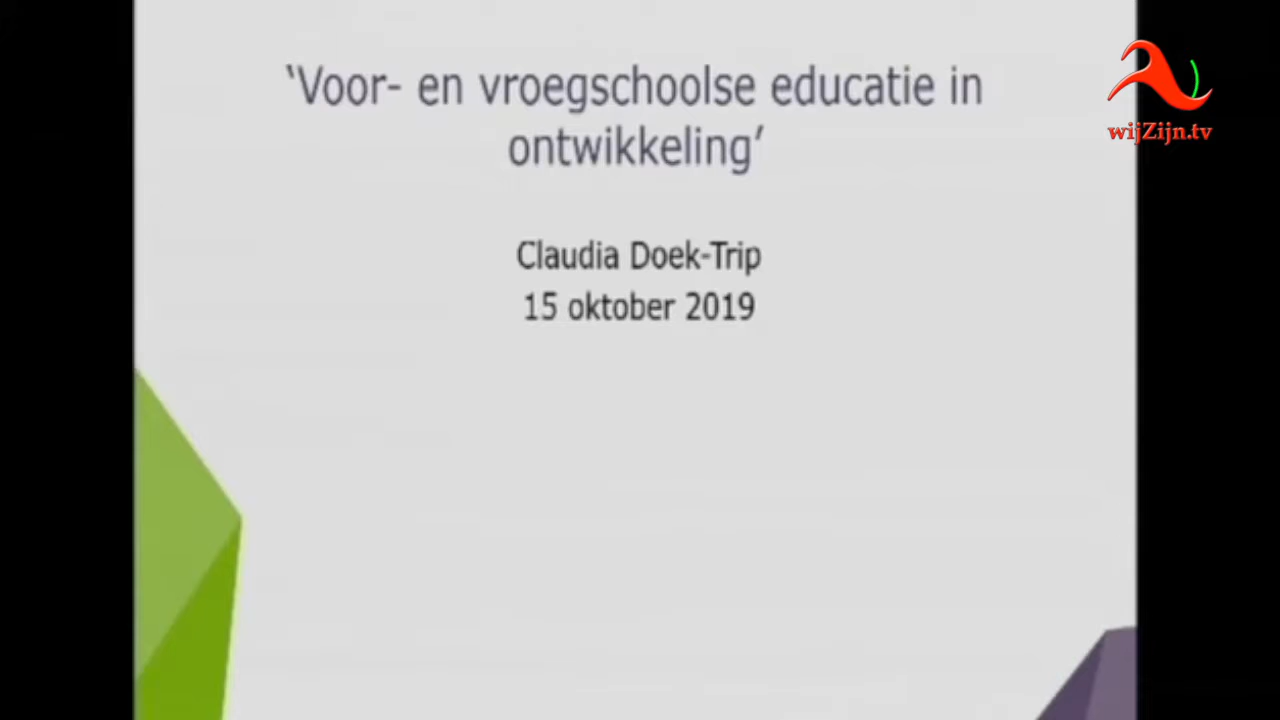 ‘Voor- en vroegschoolse educatie in
ontwikkeling’
Claudia Doek-Trip
15 oktober 2019
wijZijn.tv